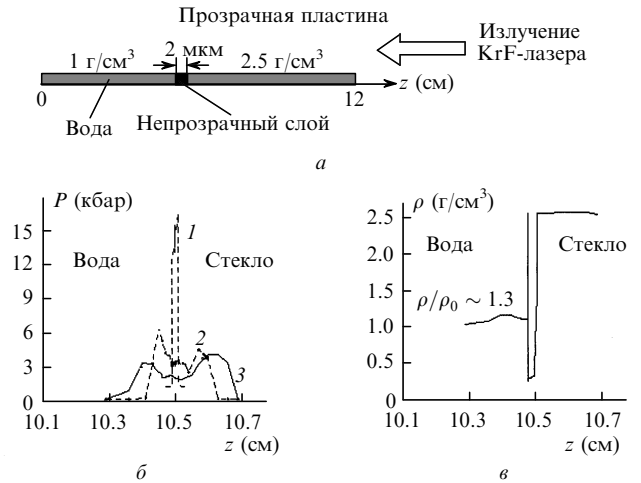 Прозрачная пластина
Излучение
KrF-лазера
1 г/см³
2 мкм
2.5 г/см³
0
12
z (см)
Вода
Непрозрачный слой
а
P (кбар)
15
12
9
6
3
0
Вода
Стекло
1
2
3
10.1
10.3
10.5
10.7
z (см)
б
ρ (г/см³)
2.5
2.0
1.5
1.0
0.5
0
Вода
Стекло
ρ/ρ₀ ~ 1.3
10.1
10.3
10.5
10.7
z (см)
в